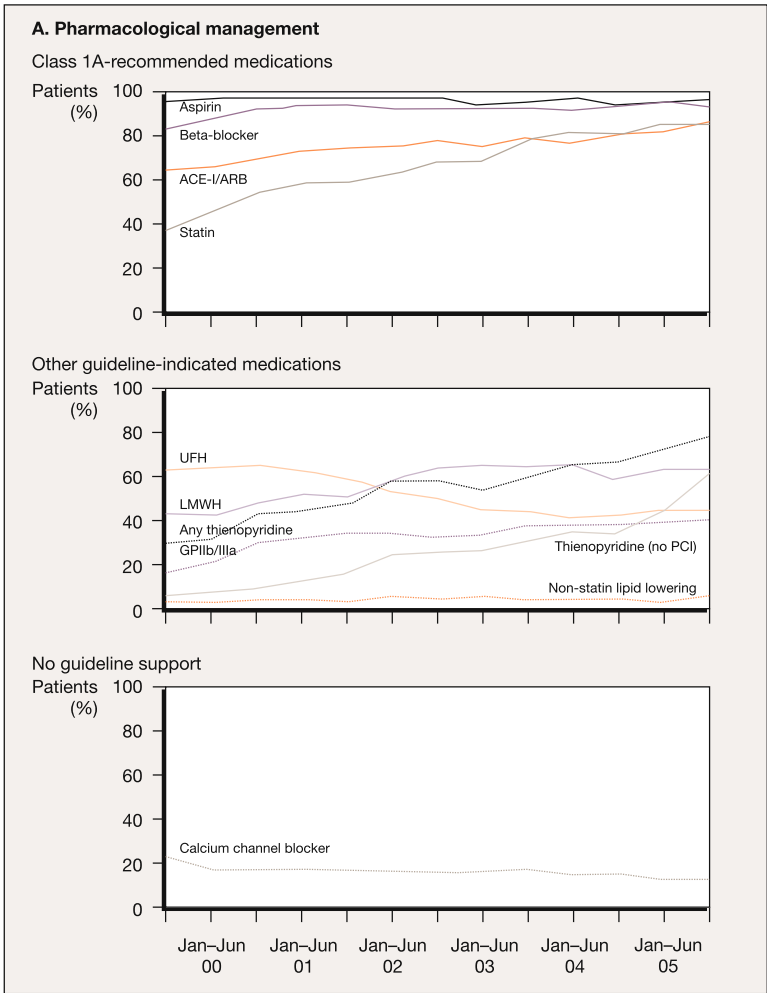 A. Pharmacological management
Class 1A-recommended medications
Patients
(%)
100
80
60
40
20
0
Aspirin
Beta-blocker
ACE-I/ARB
Statin
Other guideline-indicated medications
Patients
(%)
100
80
60
40
20
0
UFH
LMWH
Any thienopyridine
GPIIb/IIIa
Thienopyridine (no PCI)
Non-statin lipid lowering
No guideline support
Patients
(%)
100
80
60
40
20
0
Calcium channel blocker
Jan–Jun Jan–Jun Jan–Jun Jan–Jun Jan–Jun Jan–Jun
00 01 02 03 04 05